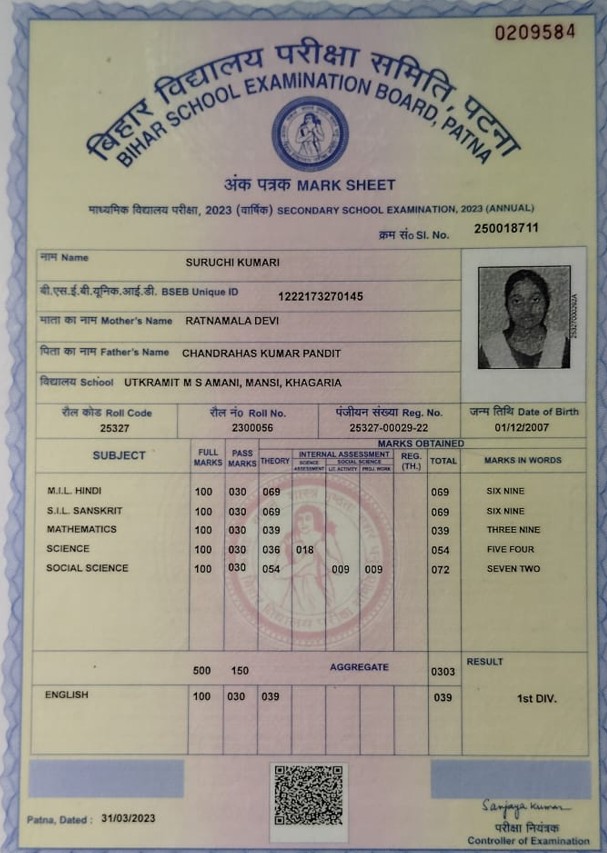 0209584
बिहार विद्यालय परीक्षा समिति, पटना
BIHAR SCHOOL EXAMINATION BOARD, PATNA
अंक पत्रक MARK SHEET
माध्यमिक विद्यालय परीक्षा, 2023 (वार्षिक) SECONDARY SCHOOL EXAMINATION, 2023 (ANNUAL)
क्रम सं० Sl. No. 250018711
नाम Name SURUCHI KUMARI
बी.एस.ई.बी.यूनिक.आई.डी. BSEB Unique ID 1222173270145
माता का नाम Mother's Name RATNAMALA DEVI
पिता का नाम Father's Name CHANDRAHAS KUMAR PANDIT
विद्यालय School UTKRAMIT M S AMANI, MANSI, KHAGARIA
रौल कोड Roll Code रौल नं० Roll No. पंजीयन संख्या Reg. No. जन्म तिथि Date of Birth
25327 2300056 25327-00029-22 01/12/2007
SUBJECT FULL MARKS PASS MARKS MARKS OBTAINED MARKS IN WORDS
THEORY INTERNAL ASSESSMENT REG. (TH.) TOTAL
SCIENCE ASSESSMENT SOCIAL SCIENCE
LIT. ACTIVITY PROJ. WORK
M.I.L. HINDI 100 030 069 069 SIX NINE
S.I.L. SANSKRIT 100 030 069 069 SIX NINE
MATHEMATICS 100 030 039 039 THREE NINE
SCIENCE 100 030 036 018 054 FIVE FOUR
SOCIAL SCIENCE 100 030 054 009 009 072 SEVEN TWO
500 150 AGGREGATE 0303 RESULT
ENGLISH 100 030 039 039 1st DIV.
Patna, Dated : 31/03/2023
Sanjaya Kumar
परीक्षा नियंत्रक
Controller of Examination